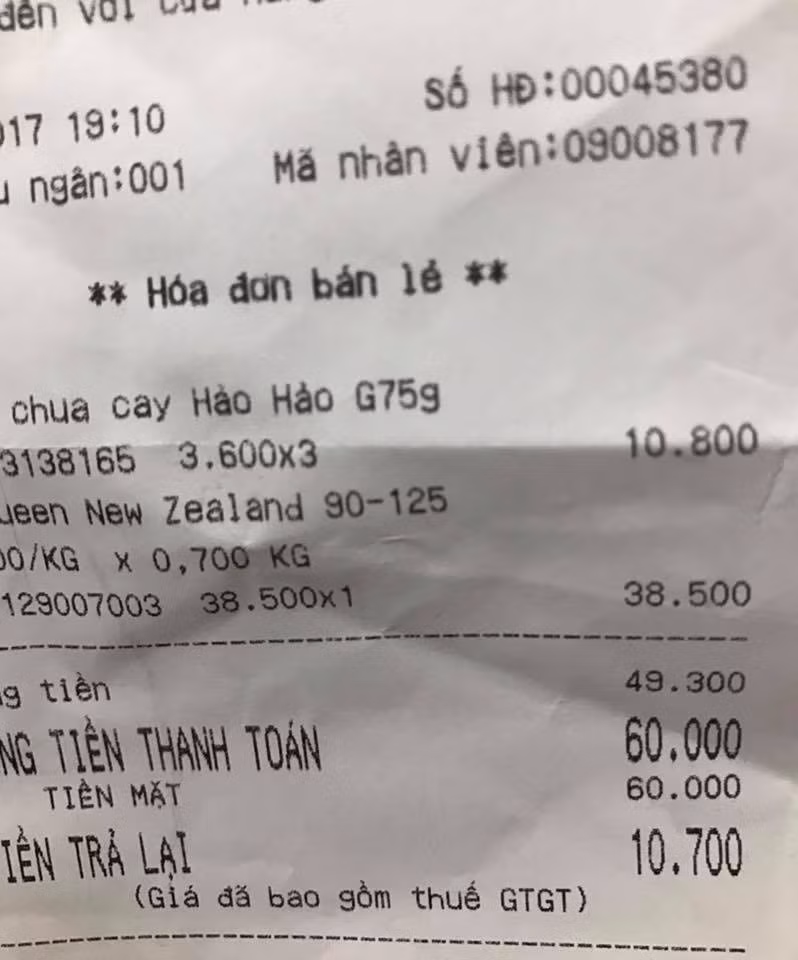 đến với
017 19:10 Số HĐ:00045380
ngân:001 Mã nhân viên:09008177
** Hóa đơn bán lẻ **
chua cay Hảo Hảo G75g
3138165 3.600x3 10.800
ueen New Zealand 90-125
00/KG x 0,700 KG
129007003 38.500x1 38.500
ng tiền 49.300
NG TIỀN THANH TOÁN 60.000
TIỀN MẶT 60.000
IỀN TRẢ LẠI 10.700
(Giá đã bao gồm thuế GTGT)